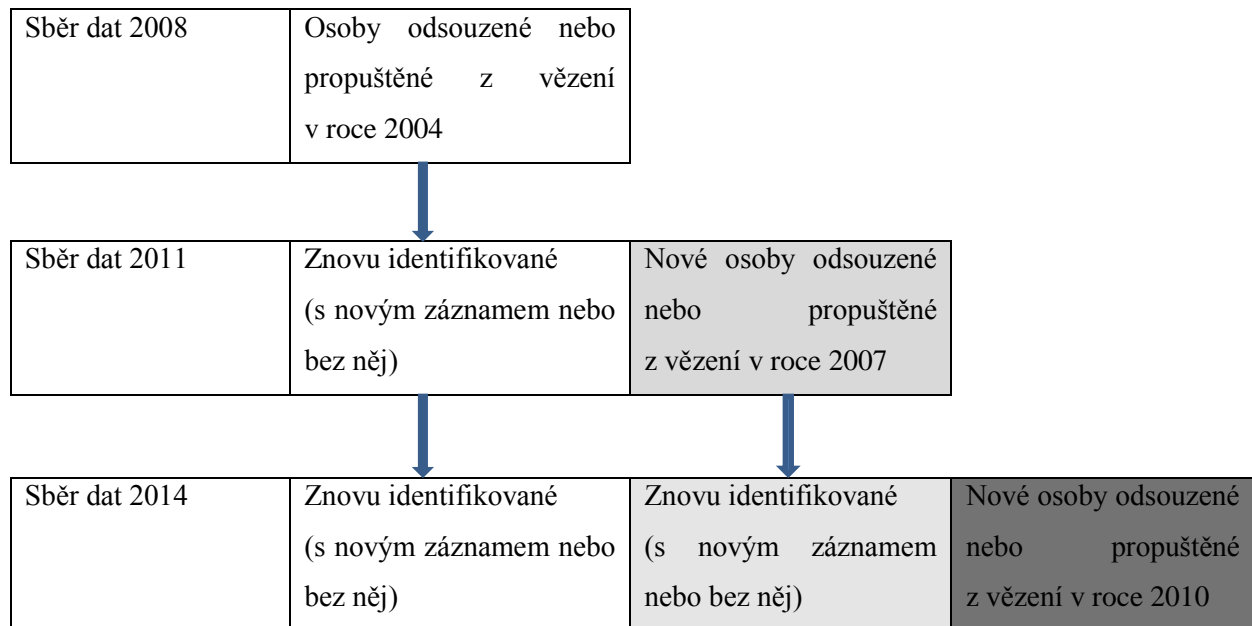 Sběr dat 2008
Osoby odsouzené nebo
propuštěné z vězení
v roce 2004
Sběr dat 2011
Znovu identifikované
(s novým záznamem nebo
bez něj)
Nové osoby odsouzené
nebo propuštěné
z vězení v roce 2007
Sběr dat 2014
Znovu identifikované
(s novým záznamem nebo
bez něj)
Znovu identifikované
(s novým záznamem
nebo bez něj)
Nové osoby odsouzené
nebo propuštěné
z vězení v roce 2010